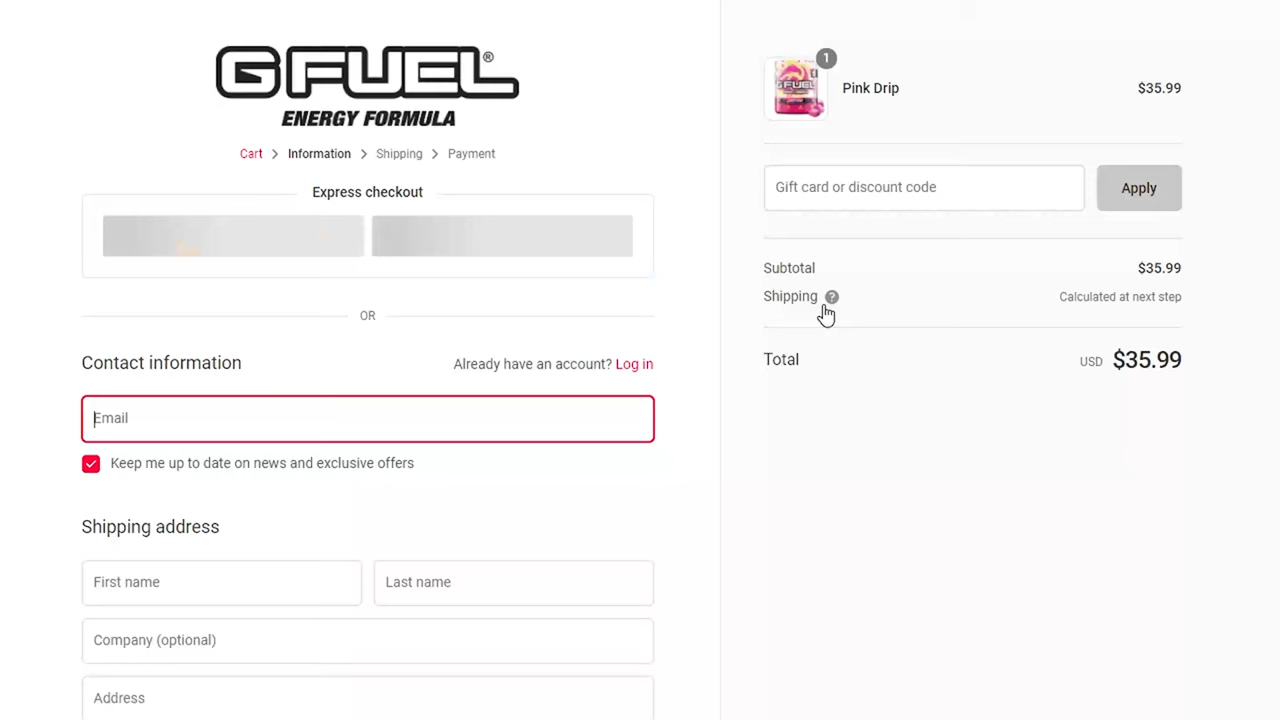 G FUEL®
ENERGY FORMULA
Cart > Information > Shipping > Payment
Express checkout
OR
Contact information
Already have an account? Log in
Email
Keep me up to date on news and exclusive offers
Shipping address
First name
Last name
Company (optional)
Address
G FUEL
1
Pink Drip
$35.99
Gift card or discount code
Apply
Subtotal
$35.99
Shipping ?
Calculated at next step
Total
USD $35.99